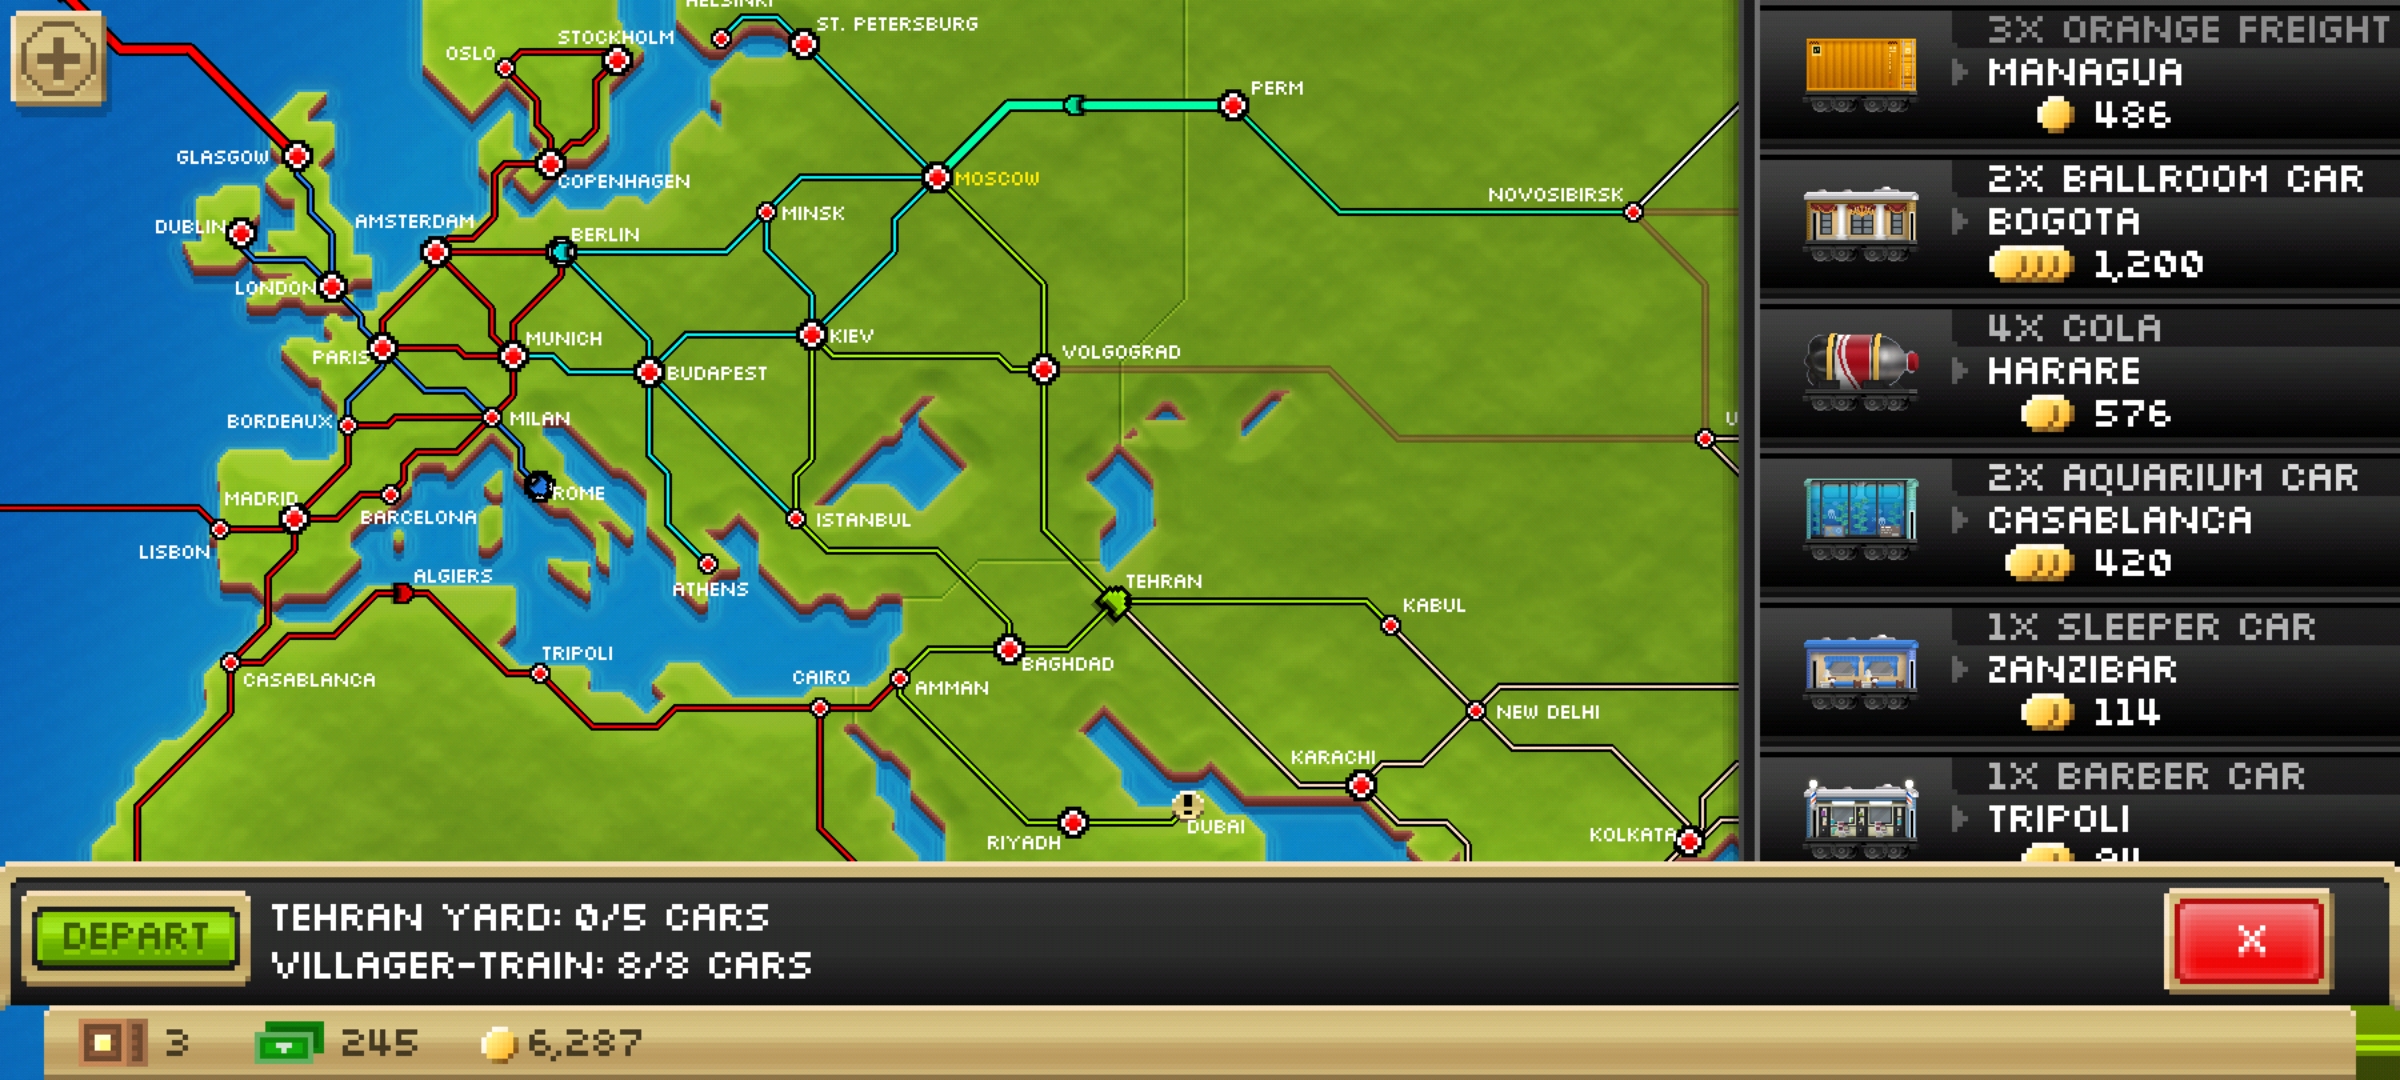 HELSINKI
ST. PETERSBURG
STOCKHOLM
OSLO
PERM
GLASGOW
COPENHAGEN
MOSCOW
NOVOSIBIRSK
DUBLIN
AMSTERDAM
BERLIN
MINSK
LONDON
PARIS
MUNICH
KIEV
VOLGOGRAD
BUDAPEST
BORDEAUX
MILAN
U
MADRID
ROME
BARCELONA
ISTANBUL
LISBON
ALGIERS
ATHENS
TEHRAN
KABUL
CASABLANCA
TRIPOLI
CAIRO
BAGHDAD
AMMAN
NEW DELHI
KARACHI
RIYADH
DUBAI
KOLKATA
3X ORANGE FREIGHT
MANAGUA
486
2X BALLROOM CAR
BOGOTA
1,200
4X COLA
HARARE
576
2X AQUARIUM CAR
CASABLANCA
420
1X SLEEPER CAR
ZANZIBAR
114
1X BARBER CAR
TRIPOLI
DEPART
TEHRAN YARD: 0/5 CARS
VILLAGER-TRAIN: 8/8 CARS
X
3
245
6,287